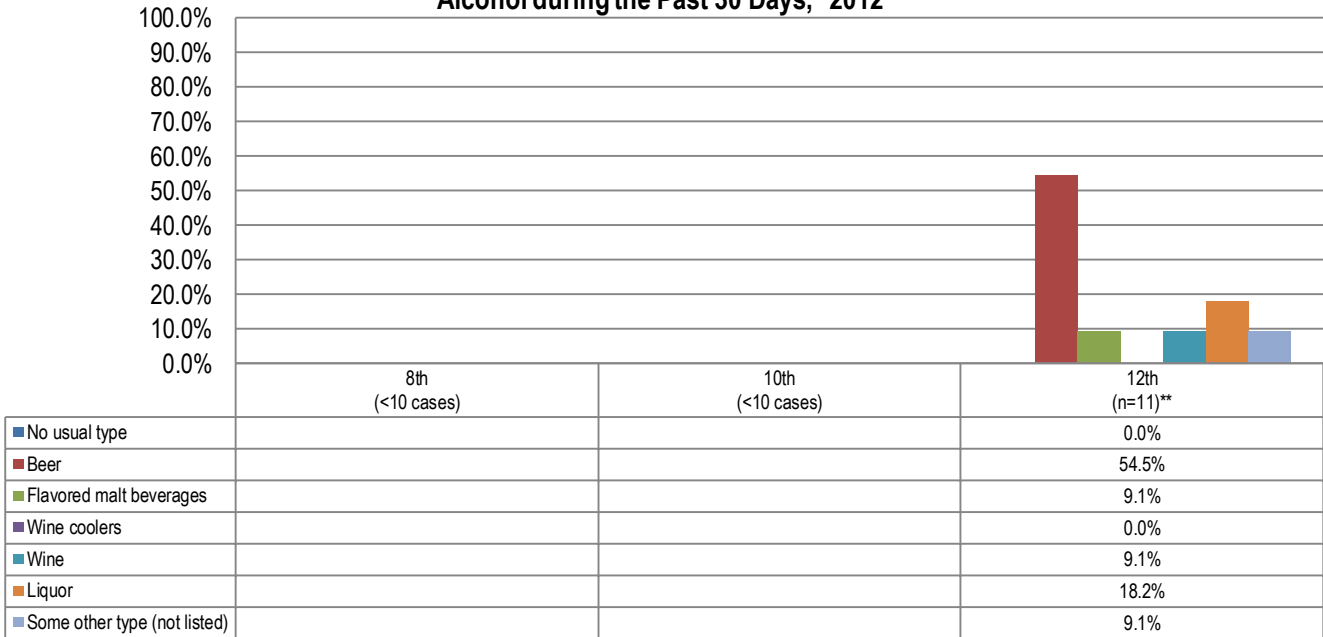 Alcohol during the Past 30 Days,* 2012
100.0%
90.0%
80.0%
70.0%
60.0%
50.0%
40.0%
30.0%
20.0%
10.0%
0.0%
8th 10th 12th
(<10 cases) (<10 cases) (n=11)**
No usual type 0.0%
Beer 54.5%
Flavored malt beverages 9.1%
Wine coolers 0.0%
Wine 9.1%
Liquor 18.2%
Some other type (not listed) 9.1%